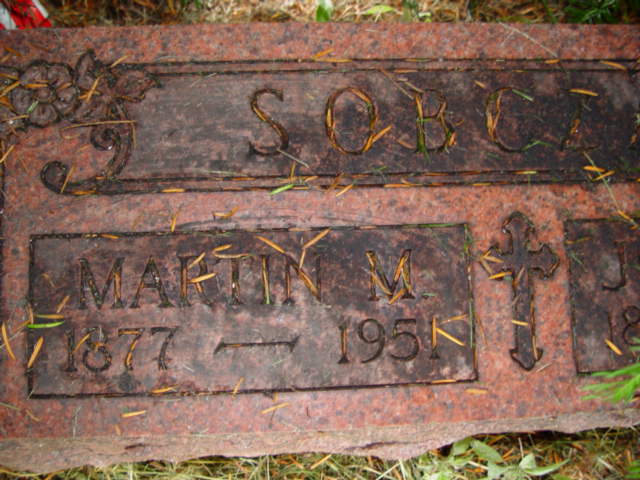 SOBCZ
MARTIN M.
1877 — 1951